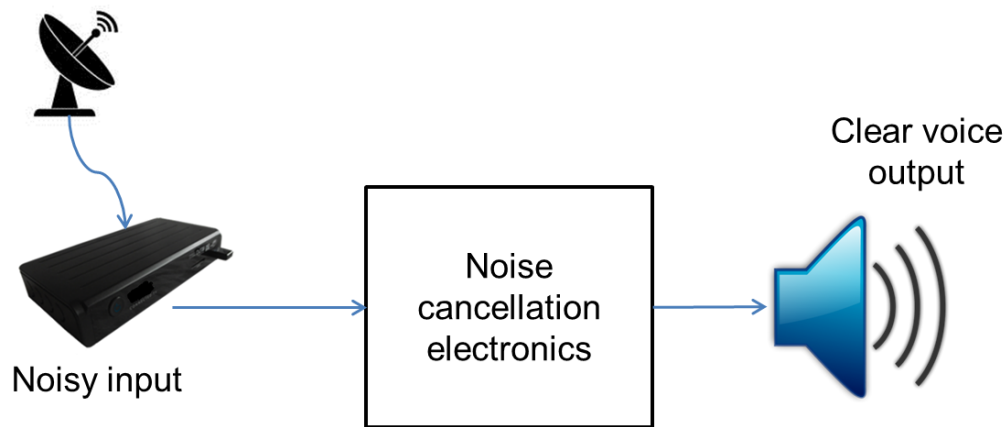 Clear voice
output
Noise
cancellation
electronics
Noisy input